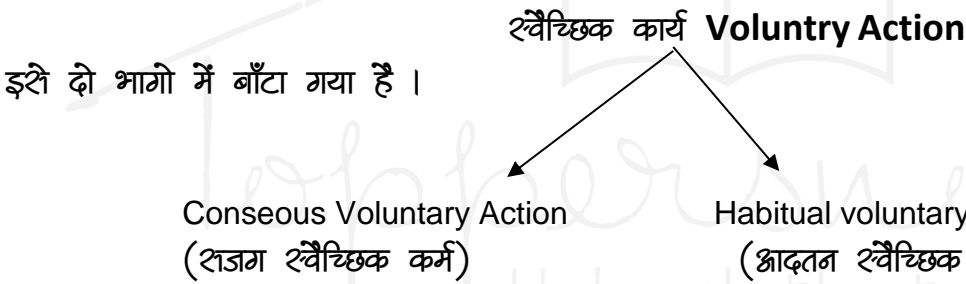 स्वैच्छिक कार्य Voluntry Action
इसे दो भागो में बाँटा गया है ।
Conseous Voluntary Action Habitual voluntary
(सजग स्वैच्छिक कर्म) (आदतन स्वैच्छिक